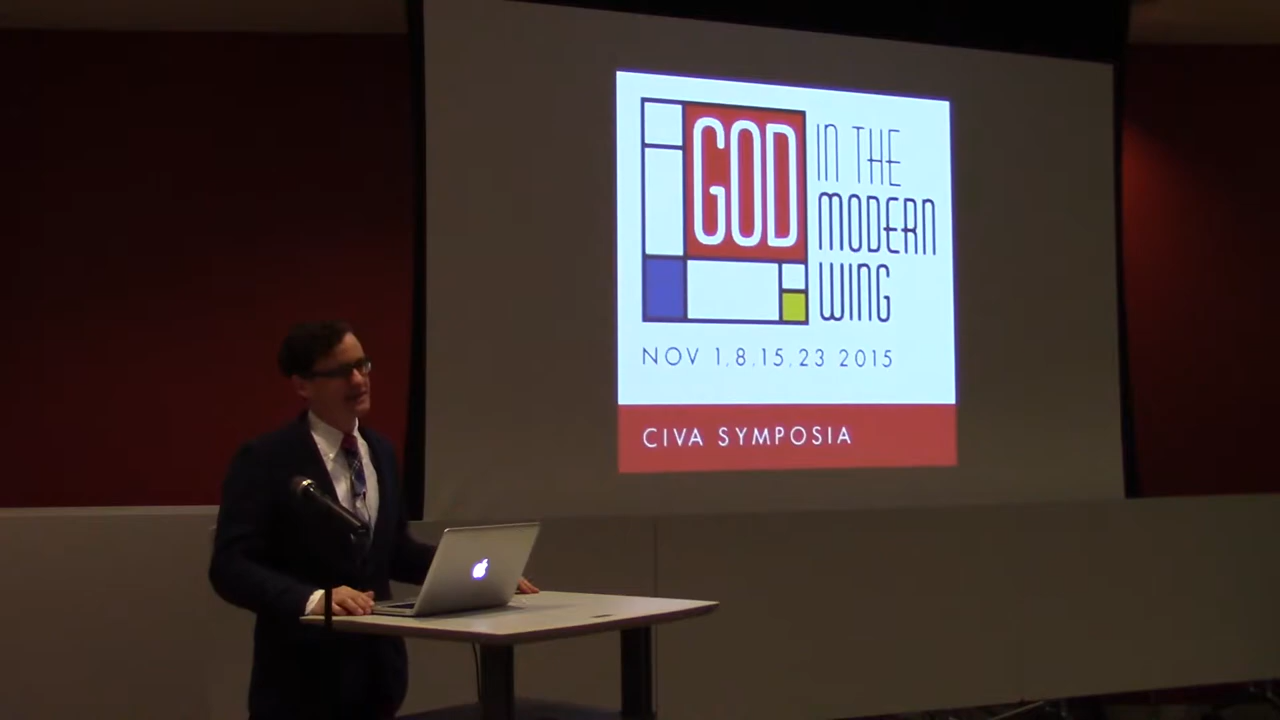 GOD
IN THE
MODERN
WING
NOV 1,8,15,23 2015
CIVA SYMPOSIA